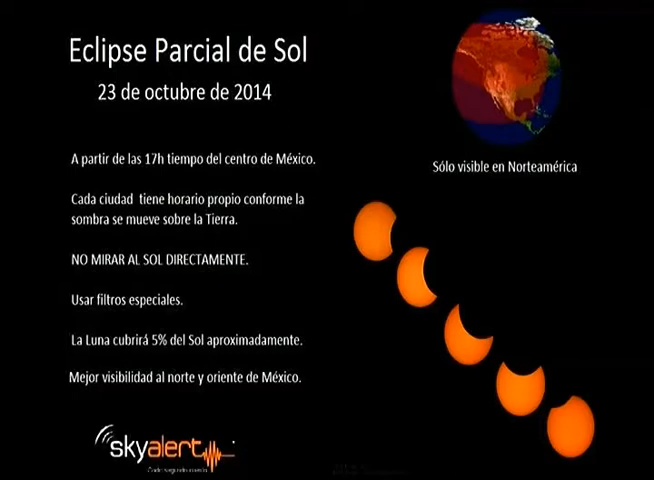 Eclipse Parcial de Sol
23 de octubre de 2014
A partir de las 17h tiempo del centro de México.
Cada ciudad tiene horario propio conforme la
sombra se mueve sobre la Tierra.
NO MIRAR AL SOL DIRECTAMENTE.
Usar filtros especiales.
La Luna cubrirá 5% del Sol aproximadamente.
Mejor visibilidad al norte y oriente de México.
Sólo visible en Norteamérica
skyalert
Cada segundo cuenta